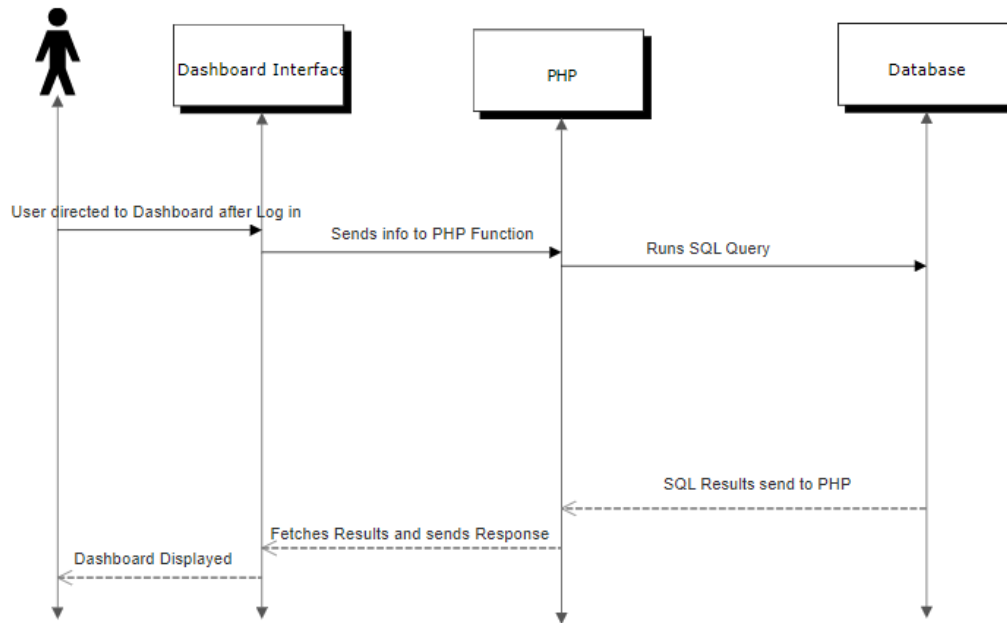 Dashboard Interface
PHP
Database
User directed to Dashboard after Log in
Sends info to PHP Function
Runs SQL Query
SQL Results send to PHP
Fetches Results and sends Response
Dashboard Displayed